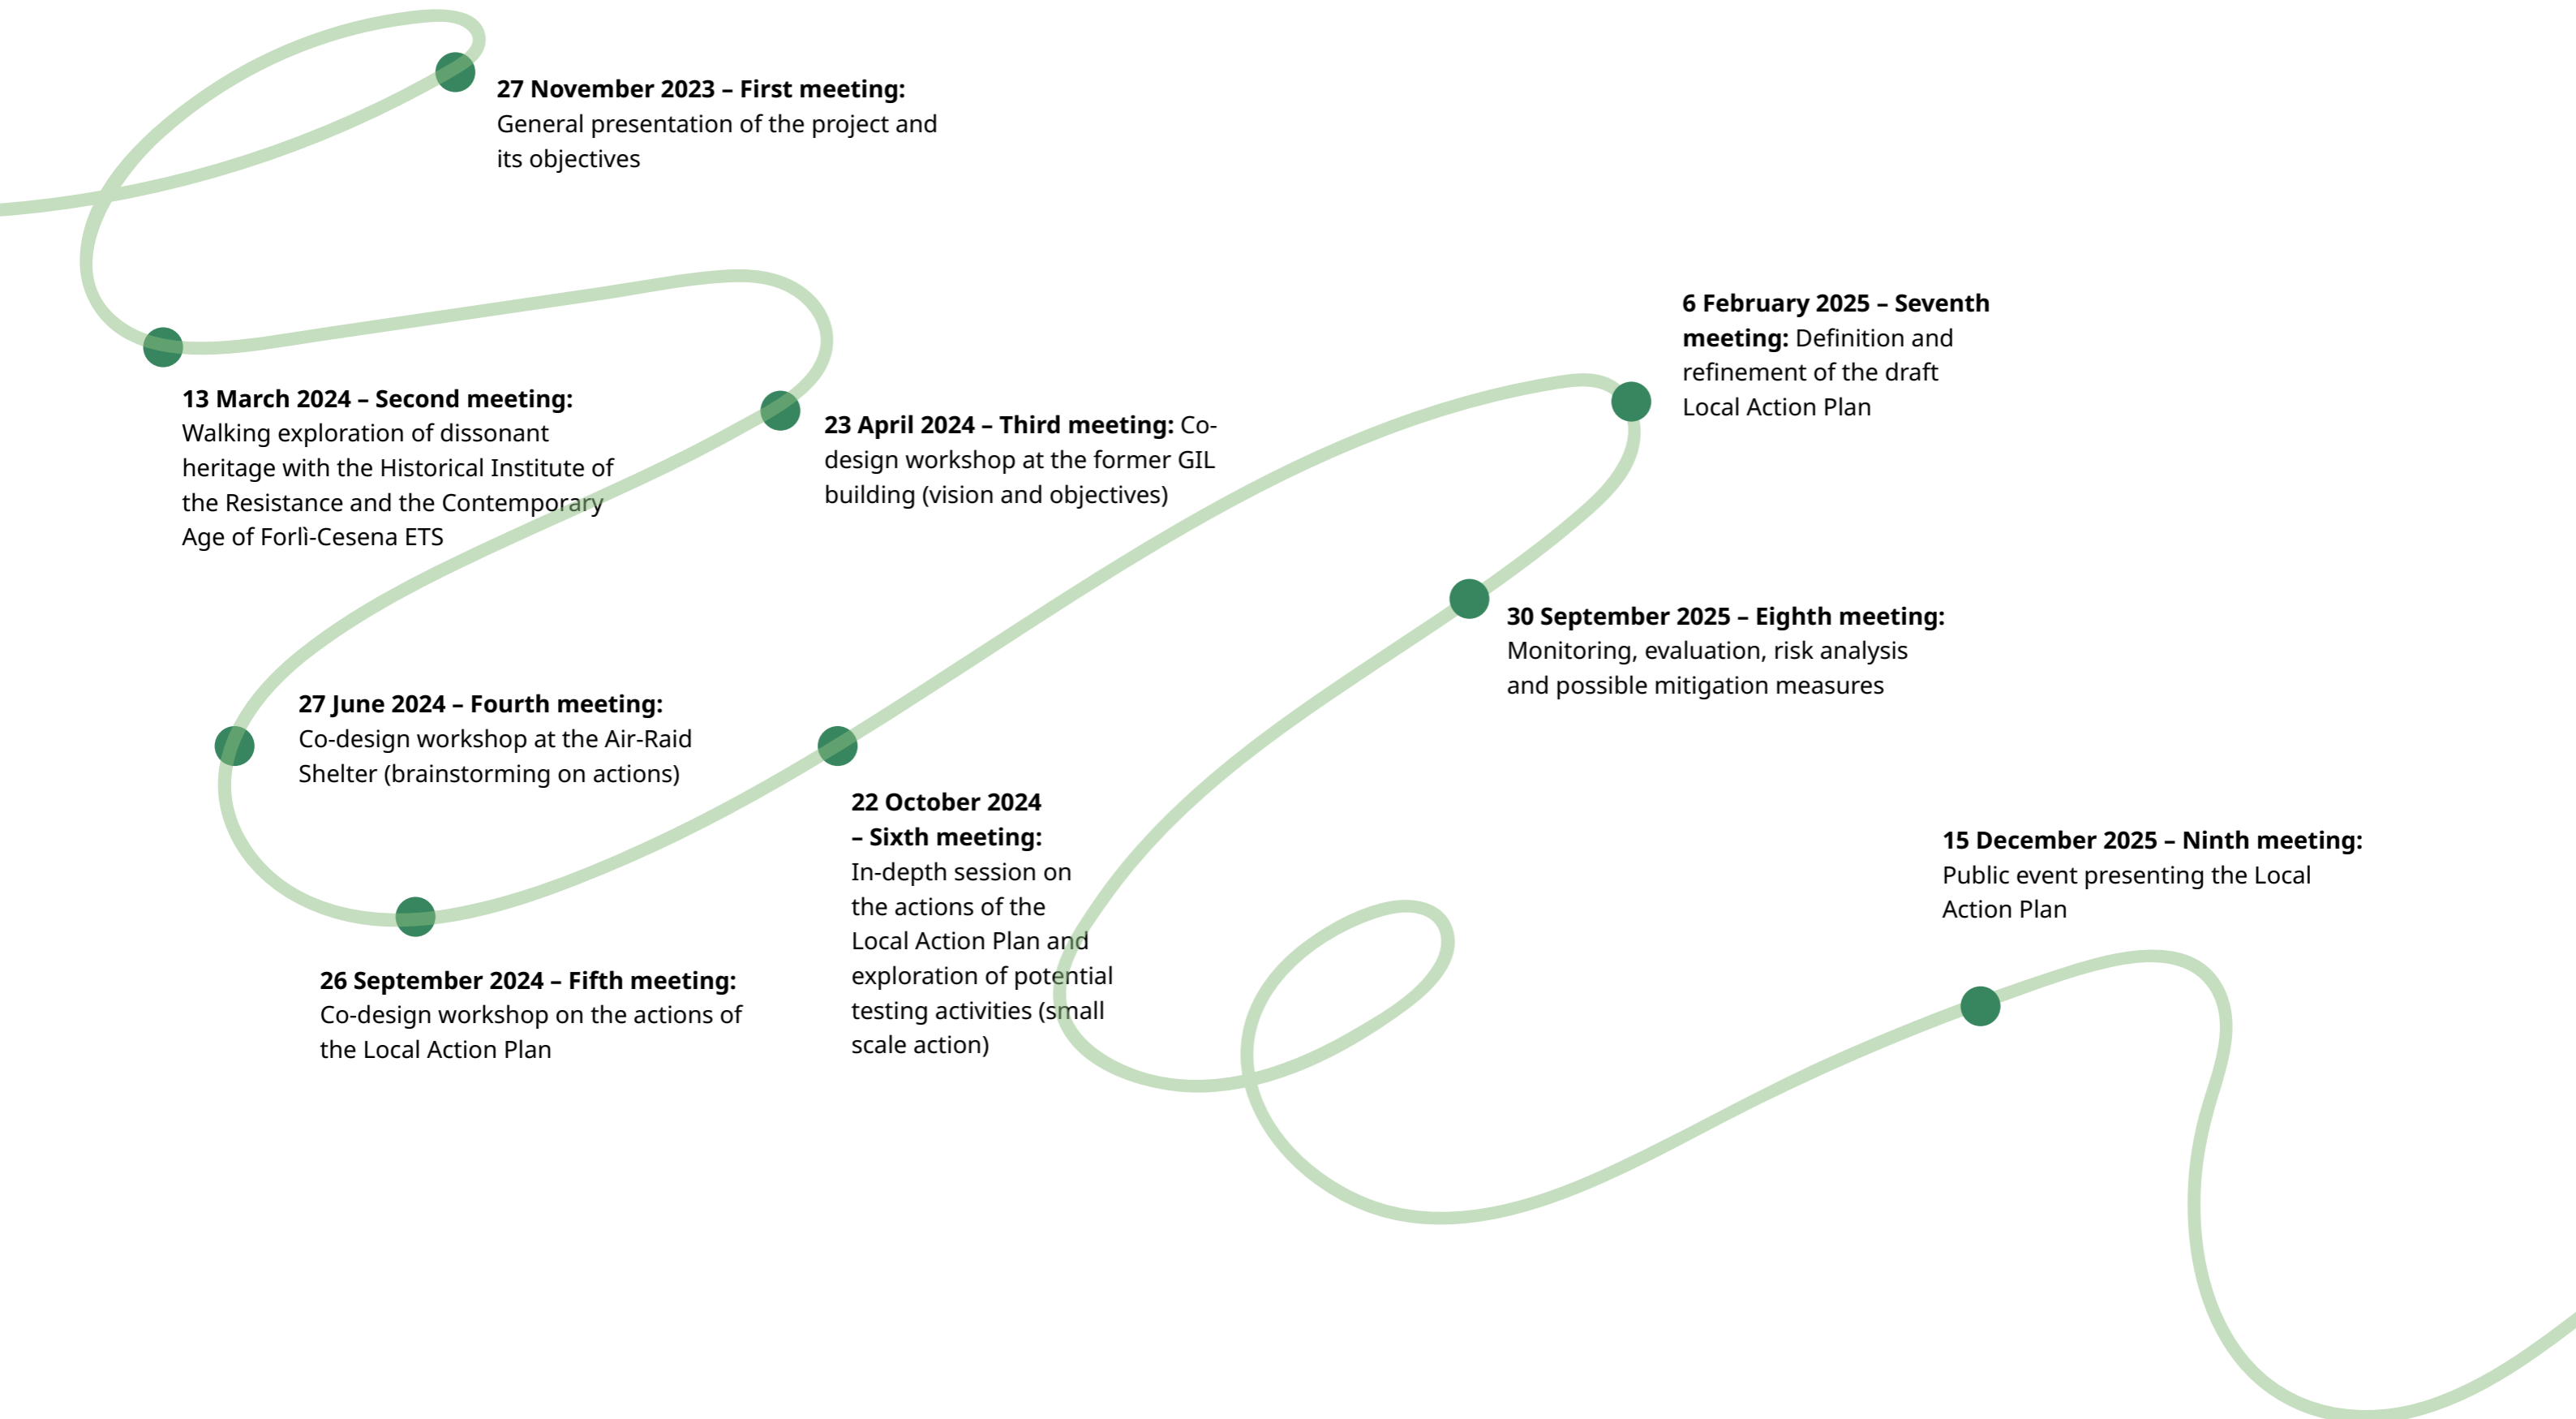 27 November 2023 – First meeting:
General presentation of the project and
its objectives
13 March 2024 – Second meeting:
Walking exploration of dissonant
heritage with the Historical Institute of
the Resistance and the Contemporary
Age of Forlì-Cesena ETS
23 April 2024 – Third meeting: Co-
design workshop at the former GIL
building (vision and objectives)
27 June 2024 – Fourth meeting:
Co-design workshop at the Air-Raid
Shelter (brainstorming on actions)
26 September 2024 – Fifth meeting:
Co-design workshop on the actions of
the Local Action Plan
22 October 2024
– Sixth meeting:
In-depth session on
the actions of the
Local Action Plan and
exploration of potential
testing activities (small
scale action)
6 February 2025 – Seventh
meeting: Definition and
refinement of the draft
Local Action Plan
30 September 2025 – Eighth meeting:
Monitoring, evaluation, risk analysis
and possible mitigation measures
15 December 2025 – Ninth meeting:
Public event presenting the Local
Action Plan